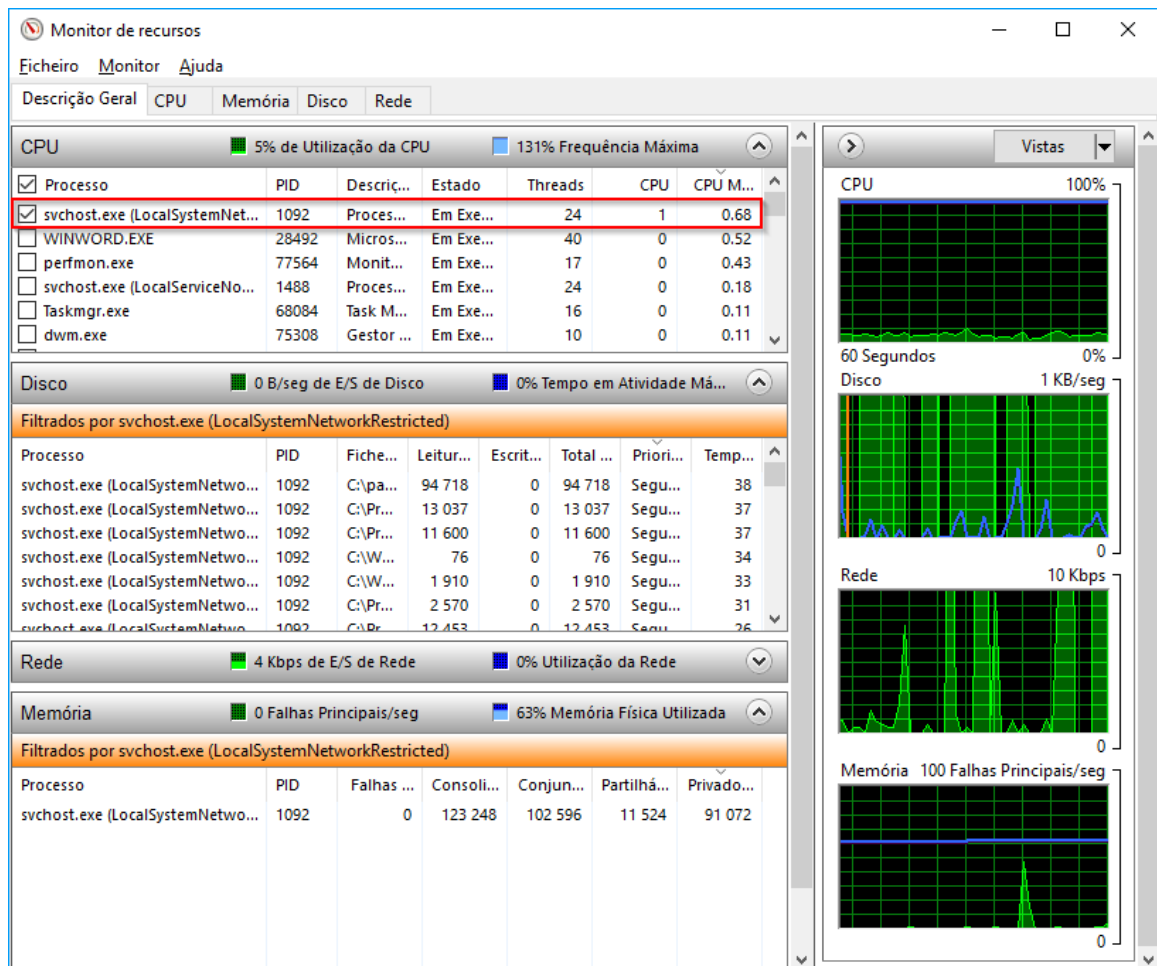 Monitor de recursos
Ficheiro Monitor Ajuda
Descrição Geral CPU Memória Disco Rede
CPU 5% de Utilização da CPU 131% Frequência Máxima
Processo PID Descriç... Estado Threads CPU CPU M...
svchost.exe (LocalSystemNet... 1092 Proces... Em Exe... 24 1 0.68
WINWORD.EXE 28492 Micros... Em Exe... 40 0 0.52
perfmon.exe 77564 Monit... Em Exe... 17 0 0.43
svchost.exe (LocalServiceNo... 1488 Proces... Em Exe... 24 0 0.18
Taskmgr.exe 68084 Task M... Em Exe... 16 0 0.11
dwm.exe 75308 Gestor ... Em Exe... 10 0 0.11
Disco 0 B/seg de E/S de Disco 0% Tempo em Atividade Má...
Filtrados por svchost.exe (LocalSystemNetworkRestricted)
Processo PID Fiche... Leitur... Escrit... Total ... Priori... Temp...
svchost.exe (LocalSystemNetwo... 1092 C:\pa... 94 718 0 94 718 Segu... 38
svchost.exe (LocalSystemNetwo... 1092 C:\Pr... 13 037 0 13 037 Segu... 37
svchost.exe (LocalSystemNetwo... 1092 C:\Pr... 11 600 0 11 600 Segu... 37
svchost.exe (LocalSystemNetwo... 1092 C:\W... 76 0 76 Segu... 34
svchost.exe (LocalSystemNetwo... 1092 C:\W... 1 910 0 1 910 Segu... 33
svchost.exe (LocalSystemNetwo... 1092 C:\Pr... 2 570 0 2 570 Segu... 31
svchost.exe (LocalSystemNetwo... 1092 C:\Pr... 12 453 0 12 453 Segu... 26
Rede 4 Kbps de E/S de Rede 0% Utilização da Rede
Memória 0 Falhas Principais/seg 63% Memória Física Utilizada
Filtrados por svchost.exe (LocalSystemNetworkRestricted)
Processo PID Falhas ... Consoli... Conjun... Partilhá... Privado...
svchost.exe (LocalSystemNetwo... 1092 0 123 248 102 596 11 524 91 072
Vistas
CPU 100%
60 Segundos 0%
Disco 1 KB/seg
0
Rede 10 Kbps
0
Memória 100 Falhas Principais/seg
0